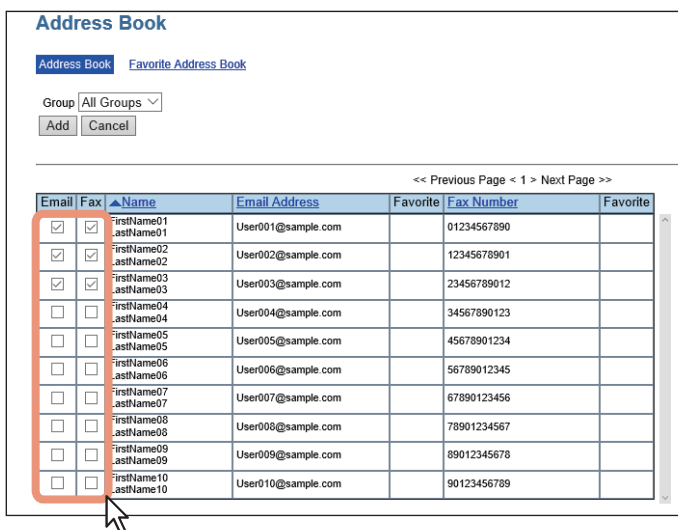 Address Book
Address Book Favorite Address Book
Group All Groups
Add Cancel
<< Previous Page < 1 > Next Page >>
Email Fax Name Email Address Favorite Fax Number Favorite
FirstName01
LastName01 User001@sample.com 01234567890
FirstName02
LastName02 User002@sample.com 12345678901
FirstName03
LastName03 User003@sample.com 23456789012
FirstName04
LastName04 User004@sample.com 34567890123
FirstName05
LastName05 User005@sample.com 45678901234
FirstName06
LastName06 User006@sample.com 56789012345
FirstName07
LastName07 User007@sample.com 67890123456
FirstName08
LastName08 User008@sample.com 78901234567
FirstName09
LastName09 User009@sample.com 89012345678
FirstName10
LastName10 User010@sample.com 90123456789